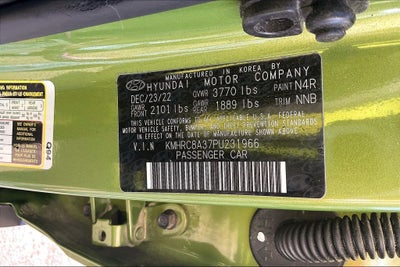 MANUFACTURED IN KOREA BY
HYUNDAI MOTOR COMPANY
DEC/23/22 GVWR 3770 lbs PAINT N4R
GAWR FRONT 2101 lbs GAWR REAR 1889 lbs TRIM NNB
THIS VEHICLE CONFORMS TO ALL APPLICABLE U.S. FEDERAL
MOTOR VEHICLE SAFETY, BUMPER, AND THEFT PREVENTION STANDARDS
IN EFFECT ON THE DATE OF MANUFACTURE SHOWN ABOVE.
V.I.N KMHRC8A37PU231966
PASSENGER CAR
Q64